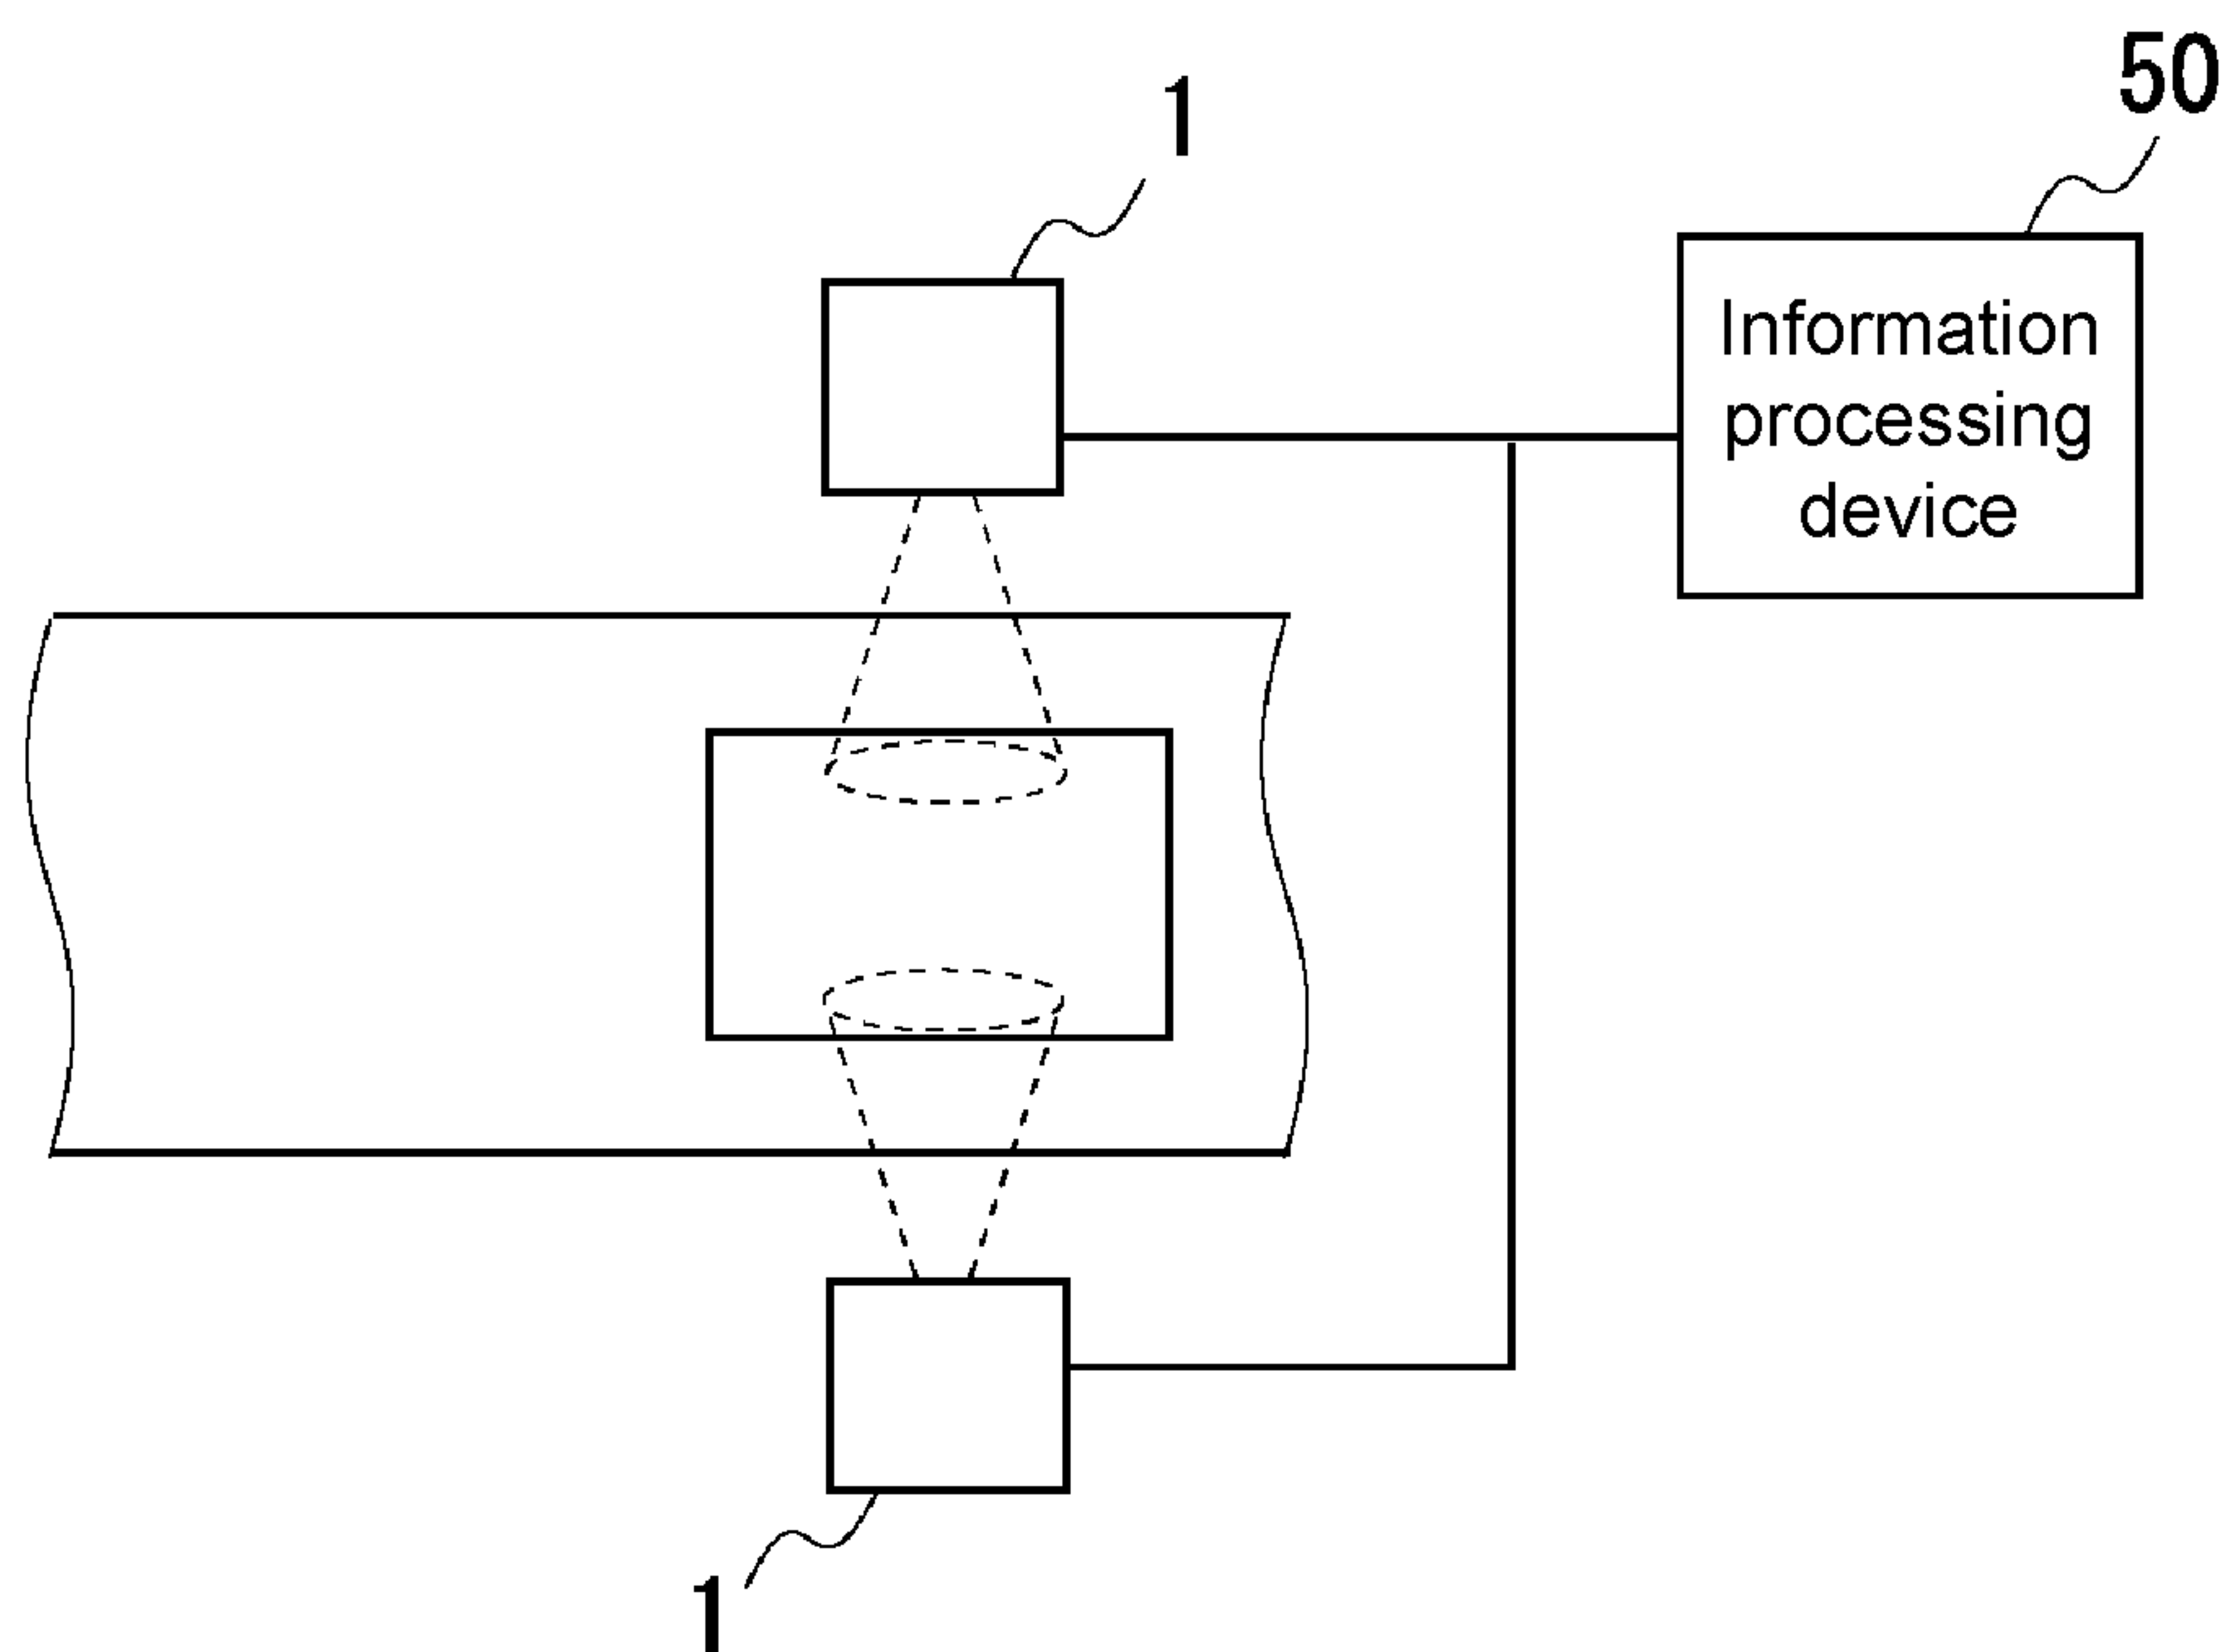 50
1
Information
processing
device
1